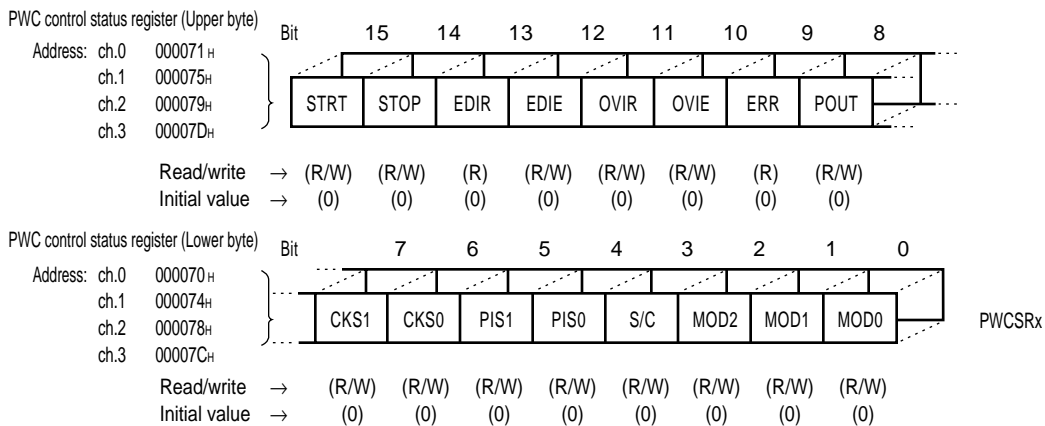 PWC control status register (Upper byte)
Bit 15 14 13 12 11 10 9 8
Address: ch.0 000071H
ch.1 000075H
ch.2 000079H
ch.3 00007DH
STRT STOP EDIR EDIE OVIR OVIE ERR POUT
Read/write → (R/W) (R/W) (R) (R/W) (R/W) (R/W) (R) (R/W)
Initial value → (0) (0) (0) (0) (0) (0) (0) (0)
PWC control status register (Lower byte)
Bit 7 6 5 4 3 2 1 0
Address: ch.0 000070H
ch.1 000074H
ch.2 000078H
ch.3 00007CH
CKS1 CKS0 PIS1 PIS0 S/C MOD2 MOD1 MOD0 PWCSRx
Read/write → (R/W) (R/W) (R/W) (R/W) (R/W) (R/W) (R/W) (R/W)
Initial value → (0) (0) (0) (0) (0) (0) (0) (0)